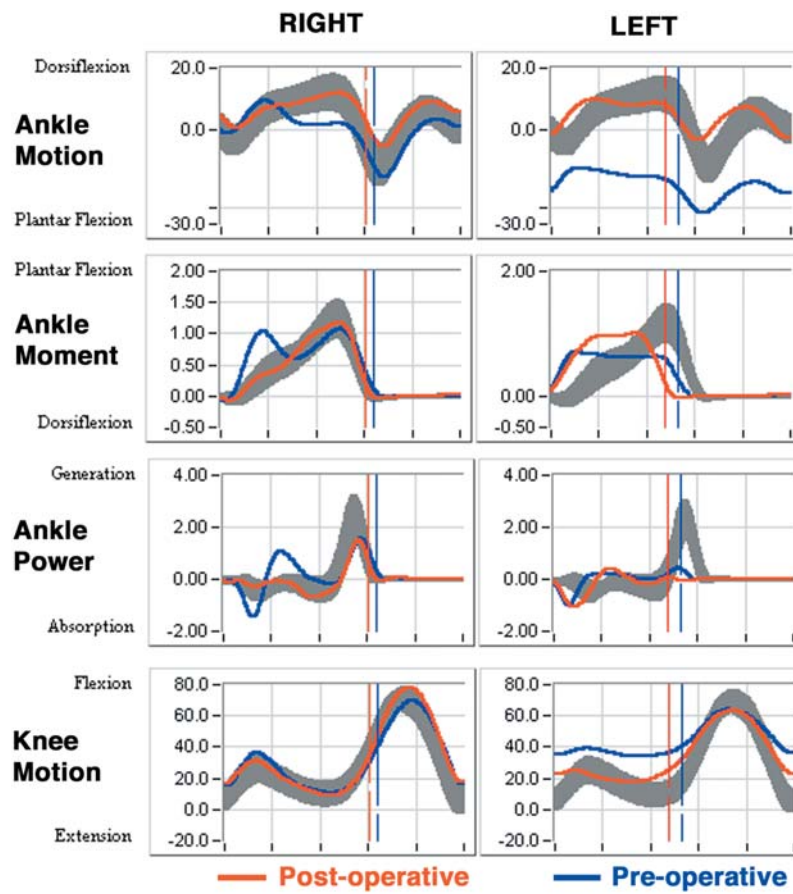 RIGHT LEFT
Dorsiflexion
20.0
0.0
-30.0
20.0
0.0
-30.0
Ankle
Motion
Plantar Flexion
Plantar Flexion
2.00
1.50
1.00
0.50
0.00
-0.50
2.00
0.00
-0.50
Ankle
Moment
Dorsiflexion
Generation
4.00
2.00
0.00
-2.00
4.00
2.00
0.00
-2.00
Ankle
Power
Absorption
Flexion
80.0
60.0
40.0
20.0
0.0
-20.0
80.0
60.0
40.0
20.0
0.0
-20.0
Knee
Motion
Extension
Post-operative Pre-operative